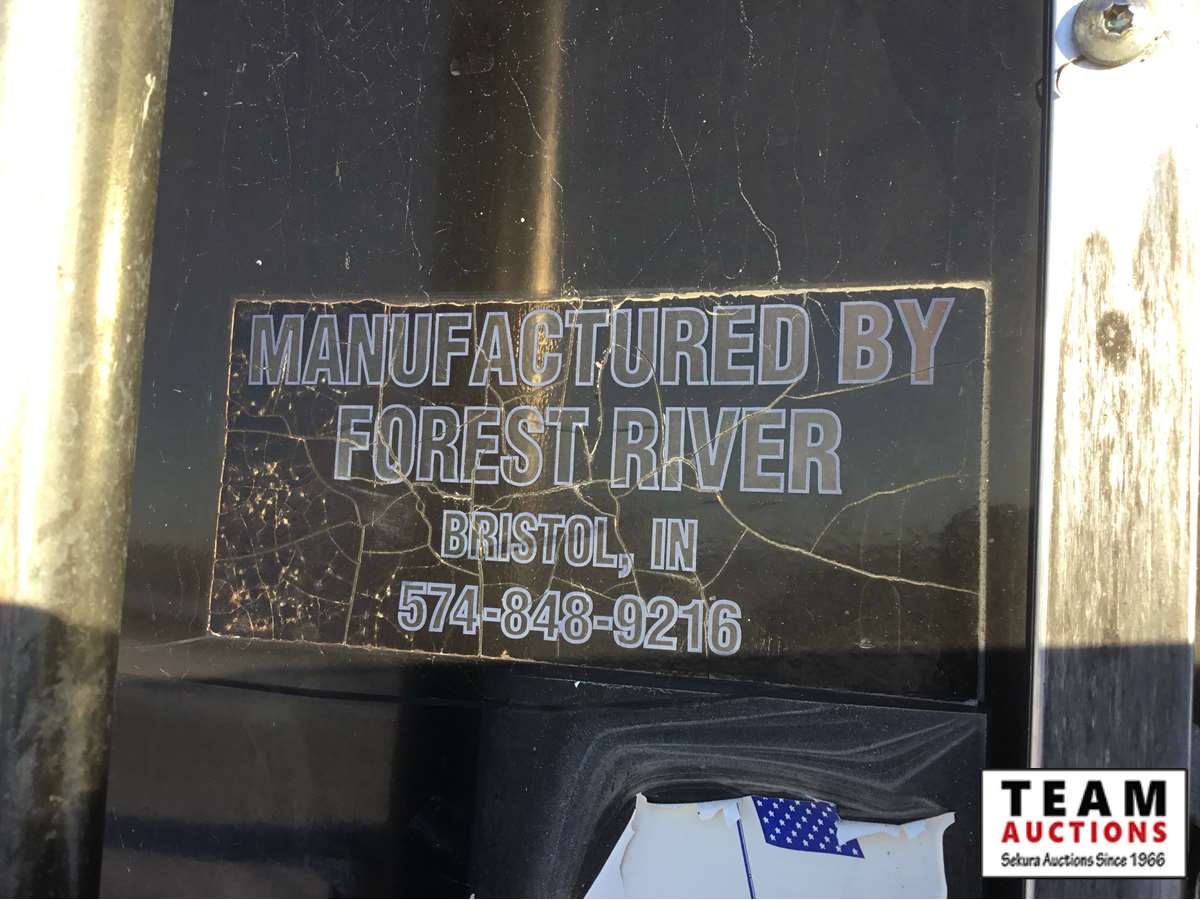 MANUFACTURED BY
FOREST RIVER
BRISTOL, IN
574-848-9216
TEAM
AUCTIONS
Sekura Auctions Since 1966